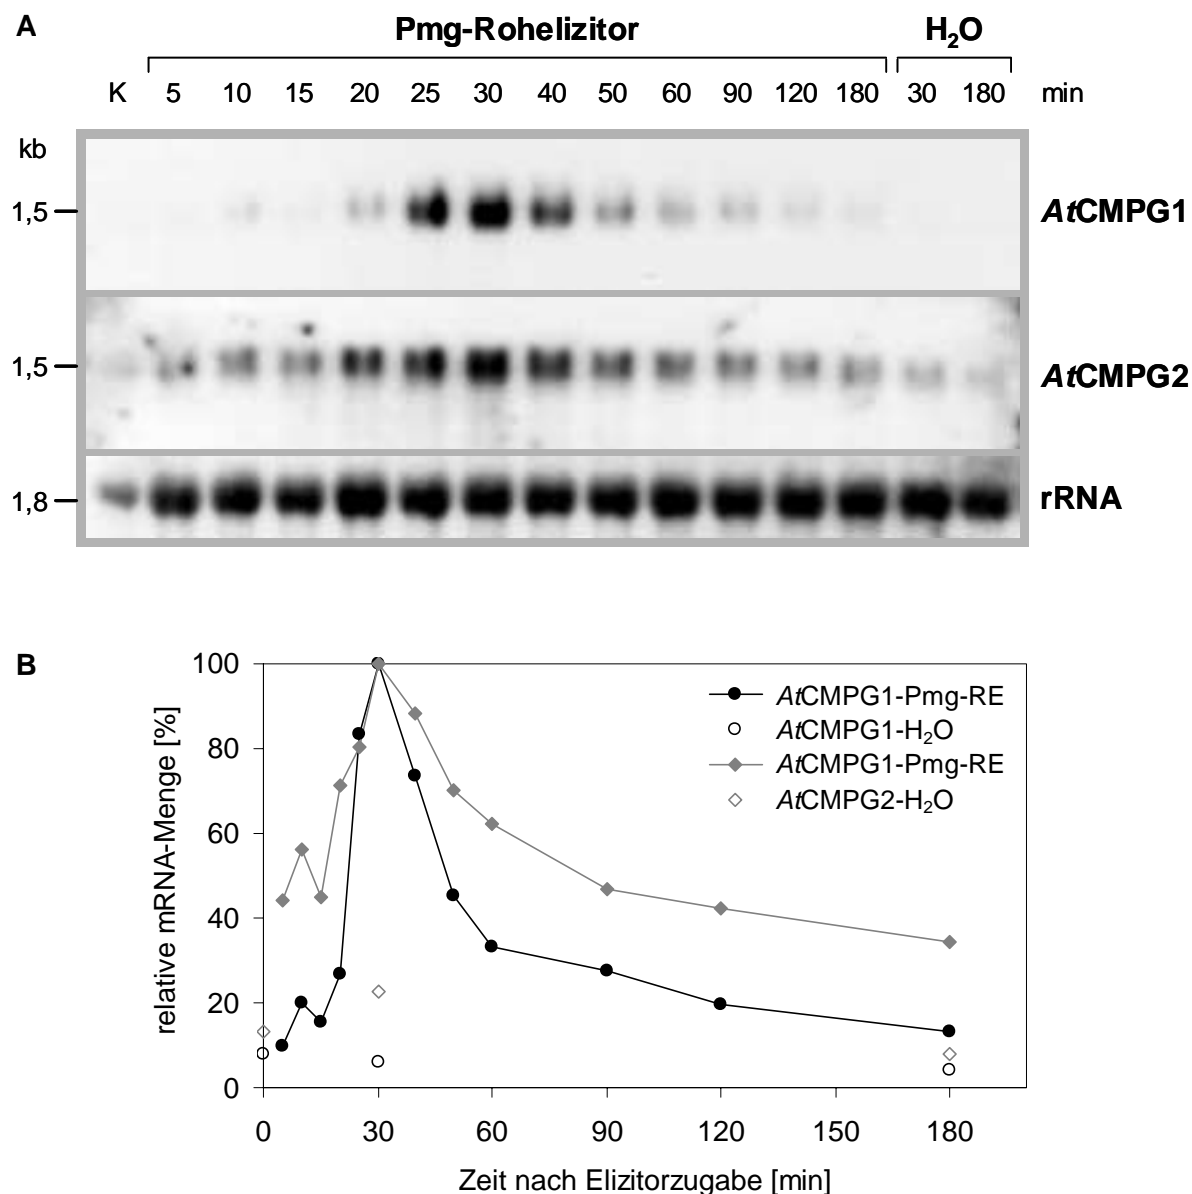 A
Pmg-Rohelizitor H₂O
K 5 10 15 20 25 30 40 50 60 90 120 180 30 180 min
kb
1,5 AtCMPG1
1,5 AtCMPG2
1,8 rRNA
B
100
80
60
40
20
0
relative mRNA-Menge [%]
AtCMPG1-Pmg-RE
AtCMPG1-H₂O
AtCMPG1-Pmg-RE
AtCMPG2-H₂O
0 30 60 90 120 150 180
Zeit nach Elizitorzugabe [min]